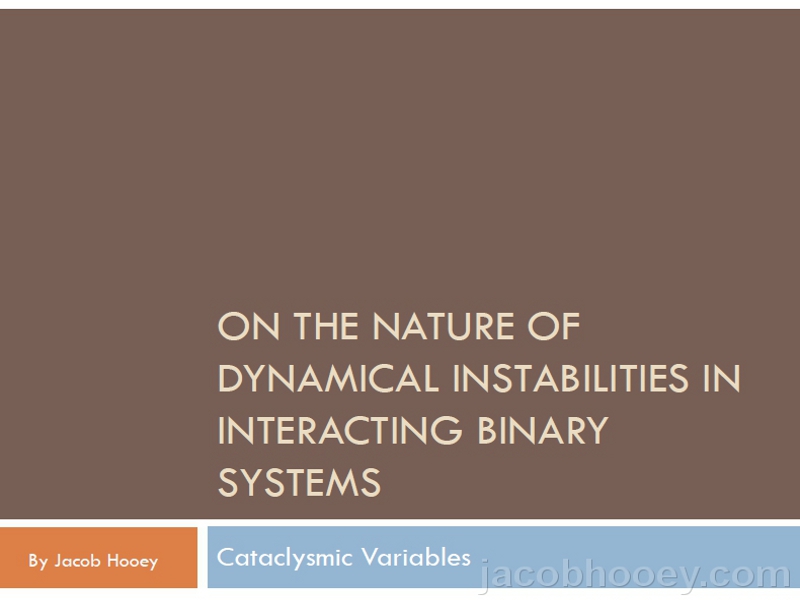 ON THE NATURE OF
DYNAMICAL INSTABILITIES IN
INTERACTING BINARY
SYSTEMS
By Jacob Hooey
Cataclysmic Variables
jacobhooey.com